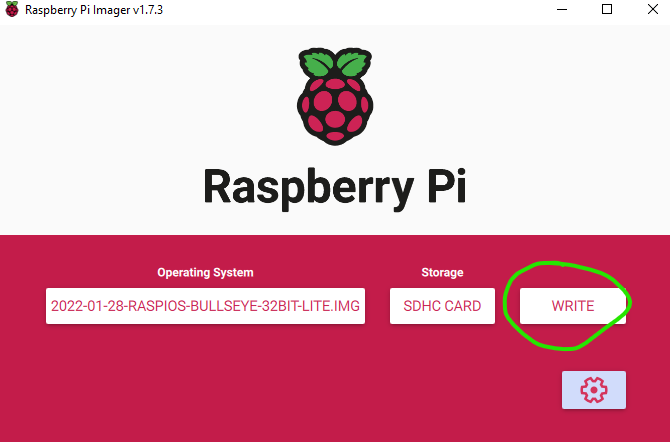 Raspberry Pi Imager v1.7.3
Raspberry Pi
Operating System
Storage
2022-01-28-RASPIOS-BULLSEYE-32BIT-LITE.IMG
SDHC CARD
WRITE